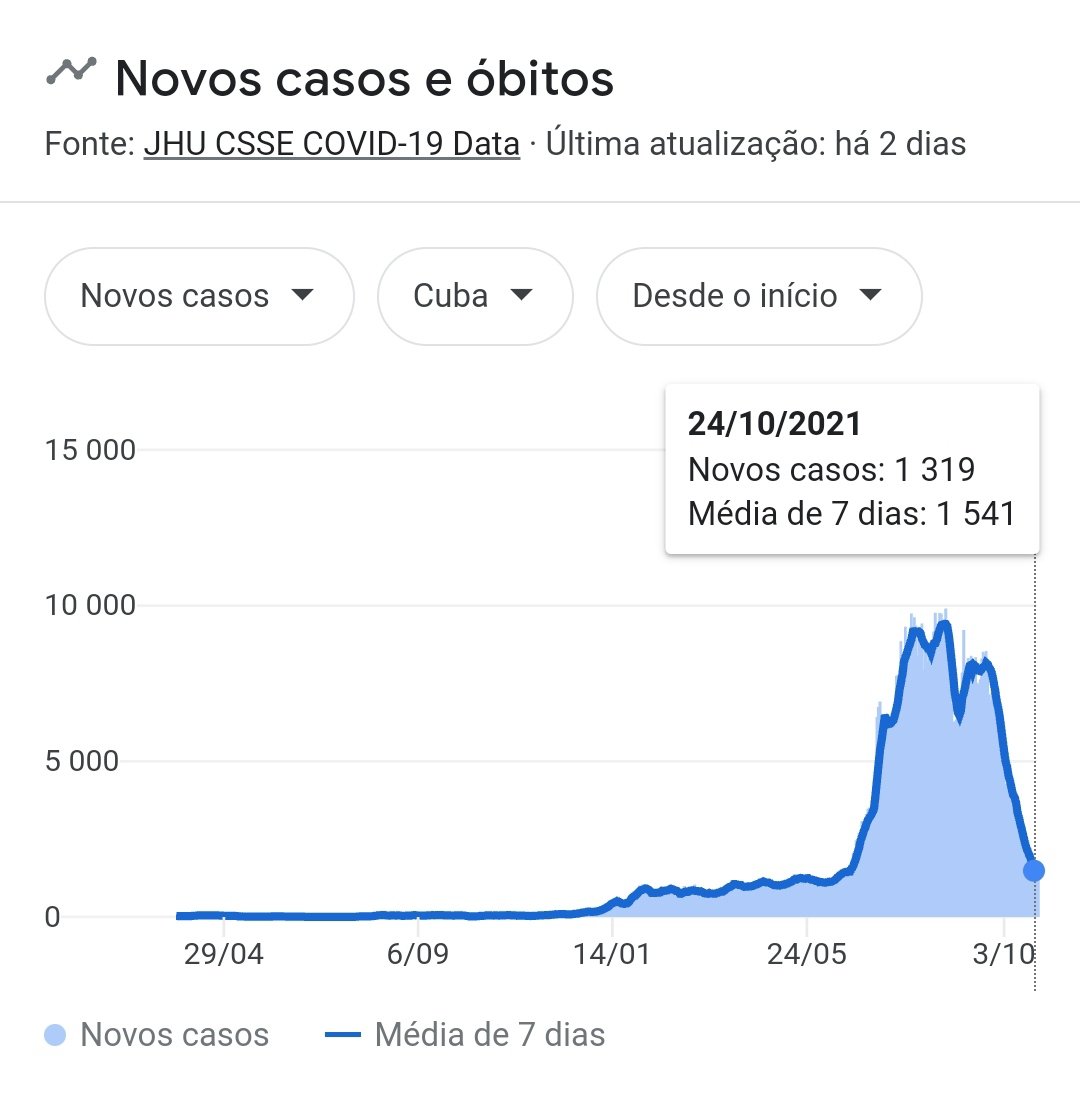 Novos casos e óbitos
Fonte: JHU CSSE COVID-19 Data · Última atualização: há 2 dias
Novos casos
Cuba
Desde o início
24/10/2021
Novos casos: 1 319
Média de 7 dias: 1 541
15 000
10 000
5 000
0
29/04
6/09
14/01
24/05
3/10
Novos casos
Média de 7 dias